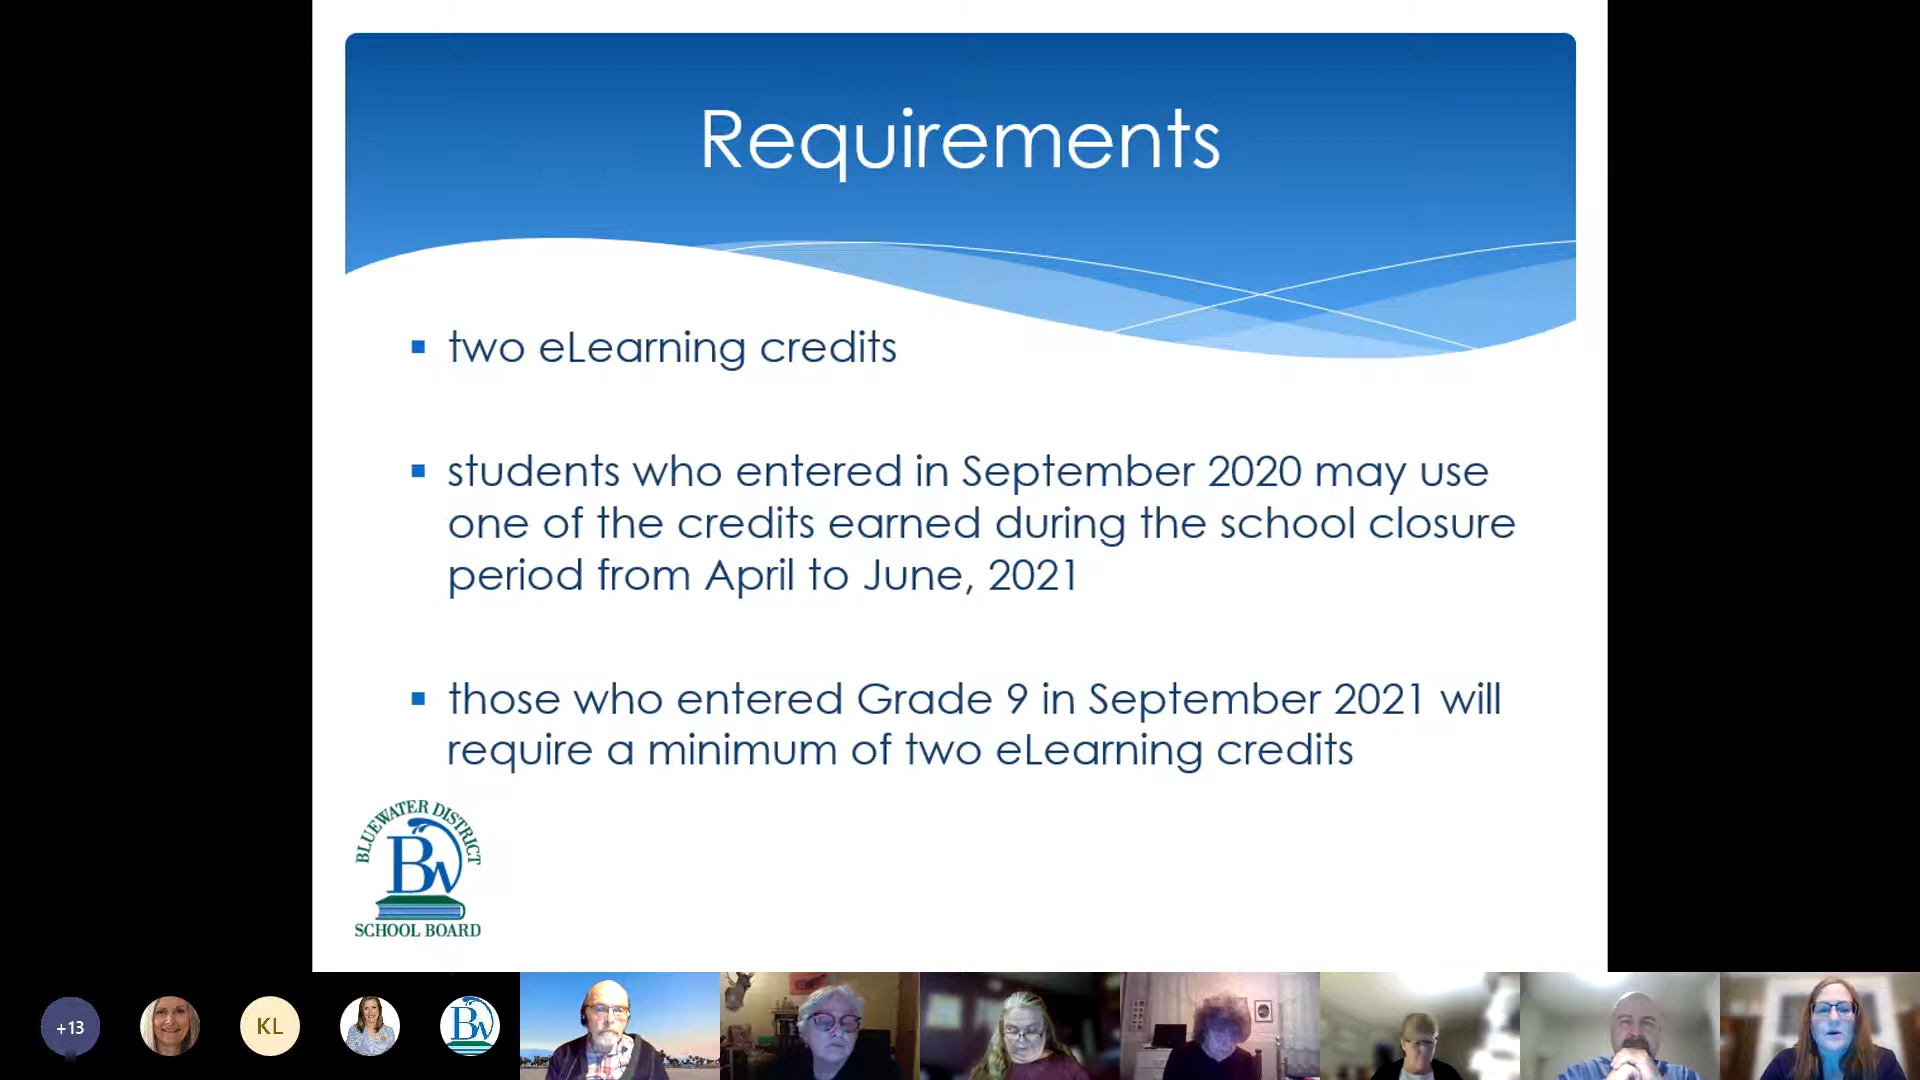 Requirements
two eLearning credits
students who entered in September 2020 may use
one of the credits earned during the school closure
period from April to June, 2021
those who entered Grade 9 in September 2021 will
require a minimum of two eLearning credits
BLUEWATER DISTRICT
BW
SCHOOL BOARD
+13
KL
BW